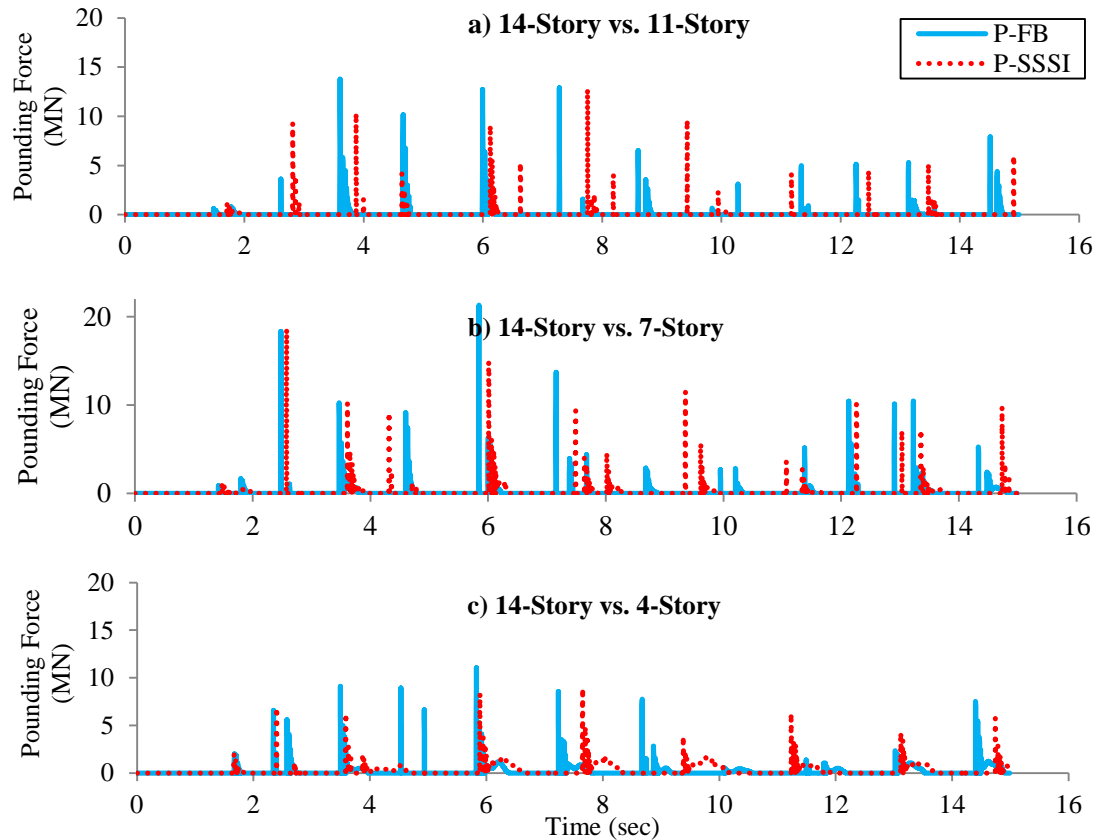 a) 14-Story vs. 11-Story
P-FB
P-SSSI
Pounding Force
(MN)
20
15
10
5
0
0 2 4 6 8 10 12 14 16
b) 14-Story vs. 7-Story
Pounding Force
(MN)
20
10
0
0 2 4 6 8 10 12 14 16
c) 14-Story vs. 4-Story
Pounding Force
(MN)
20
15
10
5
0
0 2 4 6 8 10 12 14 16
Time (sec)